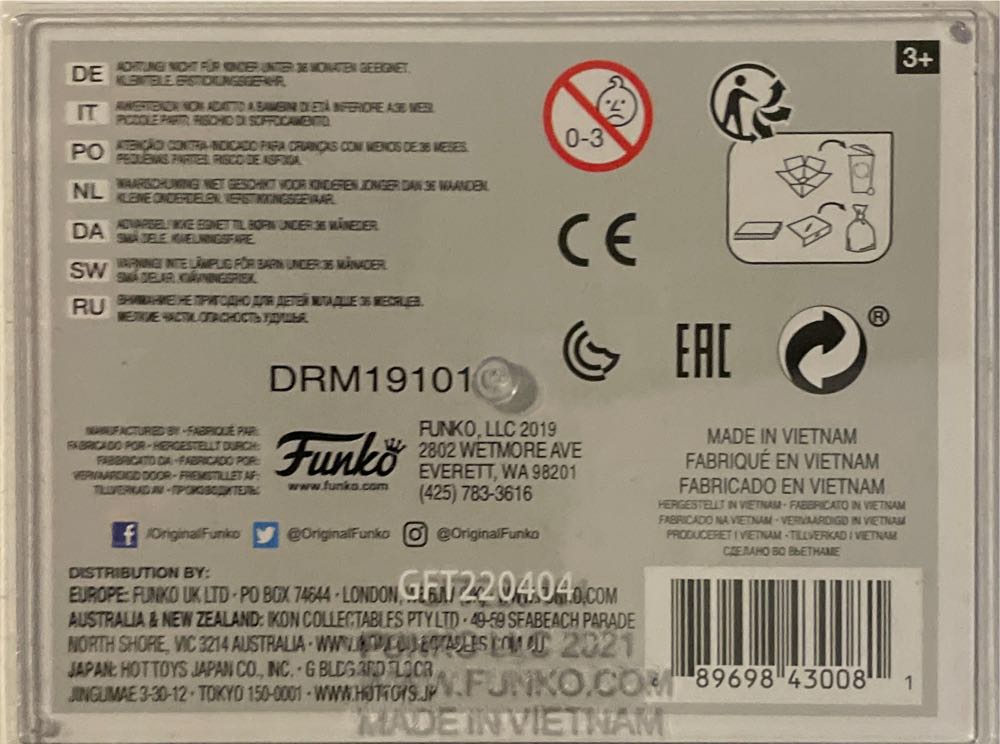 3+
DE ACHTUNG! NICHT FÜR KINDER UNTER 36 MONATEN GEEIGNET.
KLEINTEILE. ERSTICKUNGSGEFAHR.
IT AVVERTENZA! NON ADATTO A BAMBINI DI ETÀ INFERIORE A 36 MESI.
PICCOLE PARTI. RISCHIO DI SOFFOCAMENTO.
PO ATENÇÃO! CONTRA-INDICADO PARA CRIANÇAS COM MENOS DE 36 MESES.
PEQUENAS PARTES. RISCO DE ASFIXIA.
NL WAARSCHUWING! NIET GESCHIKT VOOR KINDEREN JONGER DAN 36 MAANDEN.
KLEINE ONDERDELEN. VERSTIKKINGSGEVAAR.
DA ADVARSEL! IKKE EGNET TIL BØRN UNDER 36 MÅNEDER.
SMÅ DELE. KVÆLNINGSFARE.
SW VARNING! INTE LÄMPLIG FÖR BARN UNDER 36 MÅNADER.
SMÅ DELAR. KVÄVNINGSRISK.
RU ВНИМАНИЕ! НЕ ПРИГОДНО ДЛЯ ДЕТЕЙ МЛАДШЕ 36 МЕСЯЦЕВ.
МЕЛКИЕ ЧАСТИ. ОПАСНОСТЬ УДУШЬЯ.
0-3
CE
EAC
®
DRM19101
MANUFACTURED BY • FABRIQUÉ PAR:
FABRICADO POR • HERGESTELLT DURCH:
FABBRICATO DA • FABRICADO POR:
VERVAARDIGD DOOR • FREMSTILLET AF:
TILLVERKAD AV • ПРОИЗВОДИТЕЛЬ:
Funko
www.funko.com
FUNKO, LLC 2019
2802 WETMORE AVE
EVERETT, WA 98201
(425) 783-3616
MADE IN VIETNAM
FABRIQUÉ EN VIETNAM
FABRICADO EN VIETNAM
HERGESTELLT IN VIETNAM • FABBRICATO IN VIETNAM
FABRICADO NA VIETNAM • VERVAARDIGD IN VIETNAM
PRODUCERET I VIETNAM • TILLVERKAD I VIETNAM
СДЕЛАНО ВО ВЬЕТНАМЕ
f /OriginalFunko @OriginalFunko @OriginalFunko
DISTRIBUTION BY:
EUROPE: FUNKO UK LTD • PO BOX 74644 • LONDON,
AUSTRALIA & NEW ZEALAND: IKON COLLECTABLES PTY LTD • 49-59 SEABEACH PARADE
NORTH SHORE, VIC 3214 AUSTRALIA • WWW.IKONCOLLECTABLES.COM.AU
JAPAN: HOT TOYS JAPAN CO., INC. • G BLDG 3RD FLOOR
JINGUMAE 3-30-12 • TOKYO 150-0001 • WWW.HOTTOYS.JP
GFT220404
LLC 2021
WWW.FUNKO.COM
MADE IN VIETNAM
89698 43008 1